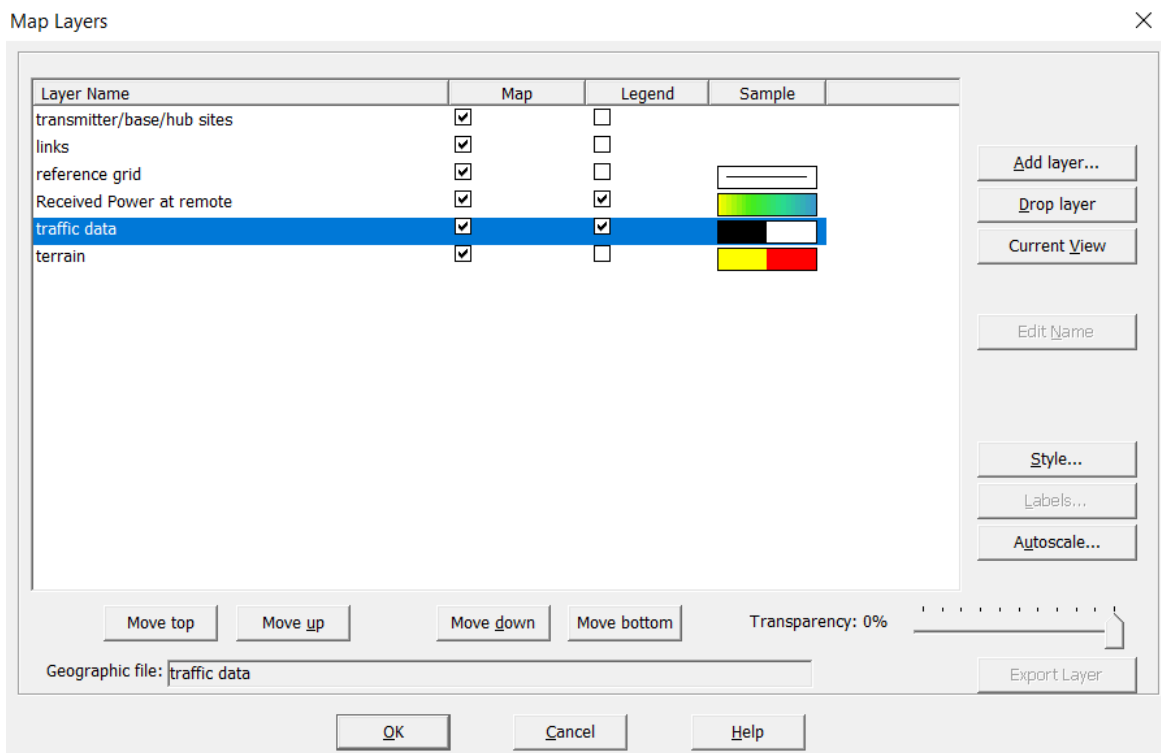 Map Layers
Layer Name Map Legend Sample
transmitter/base/hub sites
links
reference grid
Received Power at remote
traffic data
terrain
Add layer...
Drop layer
Current View
Edit Name
Style...
Labels...
Autoscale...
Move top Move up Move down Move bottom Transparency: 0%
Geographic file: traffic data Export Layer
OK Cancel Help